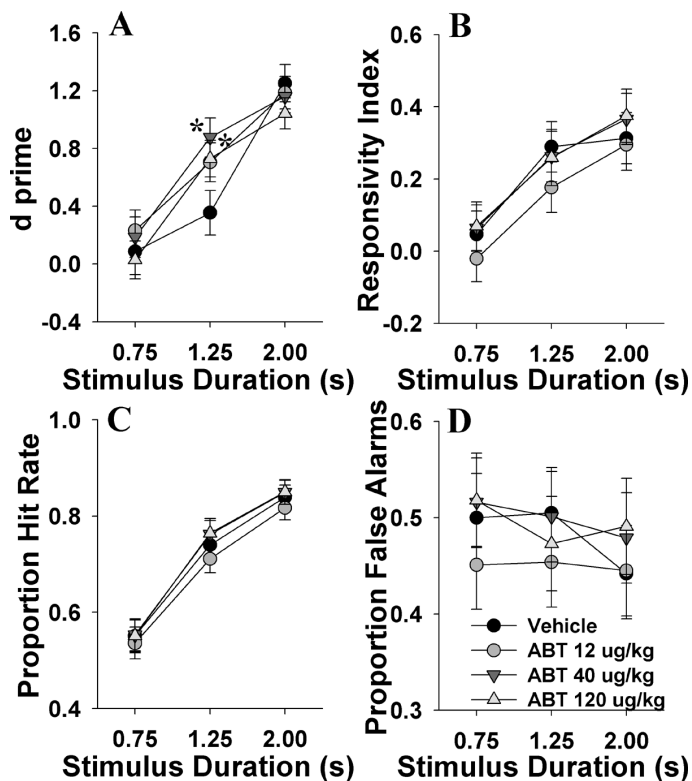 A
1.6
1.2
0.8
0.4
0.0
-0.4
d prime
* *
0.75 1.25 2.00
Stimulus Duration (s)
B
0.6
0.4
0.2
0.0
-0.2
Responsivity Index
0.75 1.25 2.00
Stimulus Duration (s)
C
1.0
0.8
0.6
0.4
Proportion Hit Rate
0.75 1.25 2.00
Stimulus Duration (s)
D
0.6
0.5
0.4
0.3
Proportion False Alarms
Vehicle
ABT 12 ug/kg
ABT 40 ug/kg
ABT 120 ug/kg
0.75 1.25 2.00
Stimulus Duration (s)